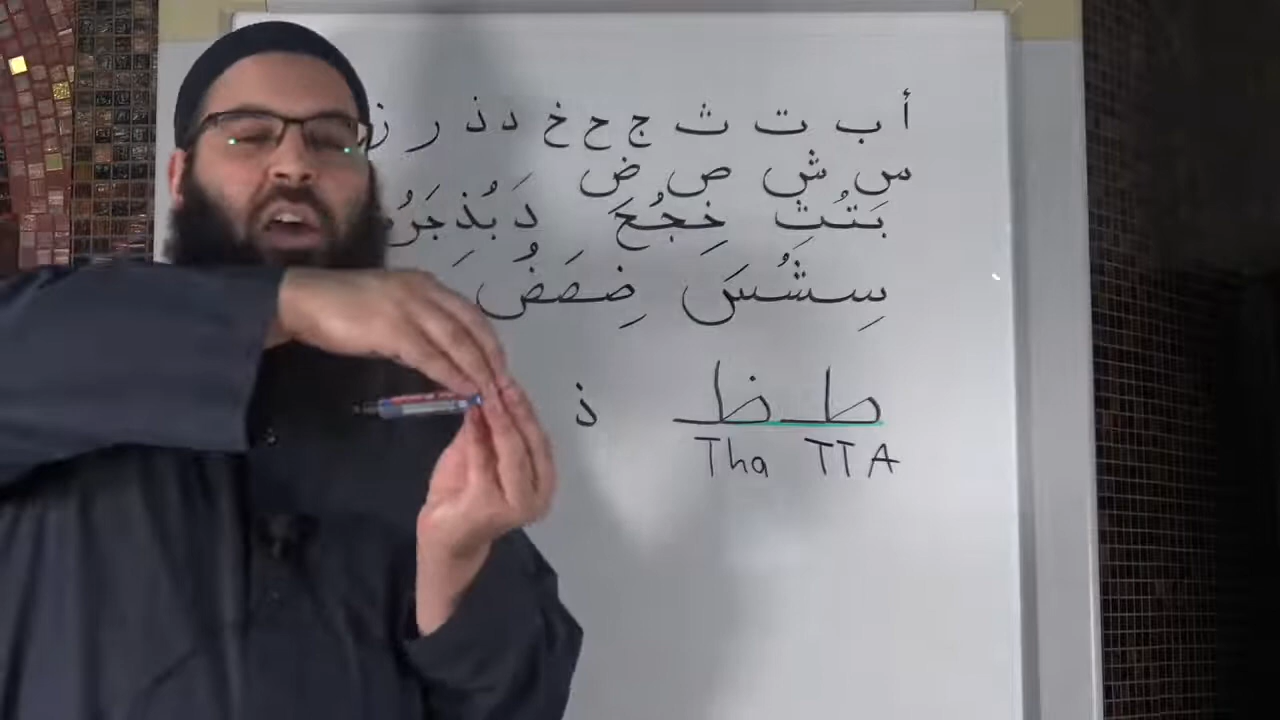 أ ب ت ث ج ح خ د ذ ر ز
س ش ص ض
بَتُثَِ خِجُحَ دَ بُذِجَرُ
سِشُسَ ضِصَضُ
ط ظ ذ
Tha TTA